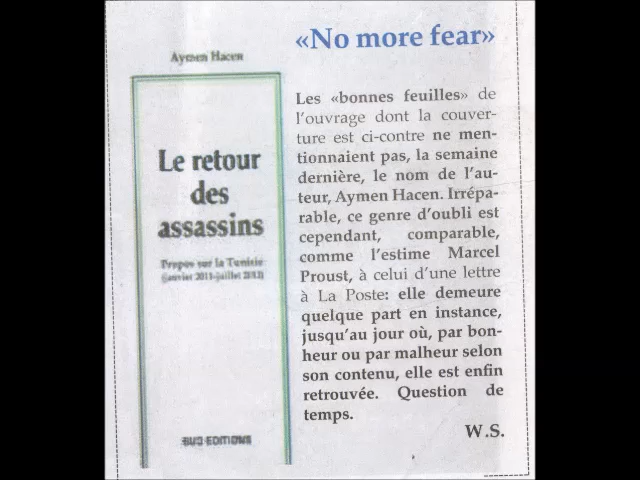 Aymen Hacen
Le retour
des
assassins
Propos sur la Tunisie
(janvier 2011-juillet 2012)
SUD EDITIONS
«No more fear»
Les «bonnes feuilles» de
l'ouvrage dont la couver-
ture est ci-contre ne men-
tionnaient pas, la semaine
dernière, le nom de l'au-
teur, Aymen Hacen. Irrépa-
rable, ce genre d'oubli est
cependant, comparable,
comme l'estime Marcel
Proust, à celui d'une lettre
à La Poste: elle demeure
quelque part en instance,
jusqu'au jour où, par bon-
heur ou par malheur selon
son contenu, elle est enfin
retrouvée. Question de
temps.
W.S.